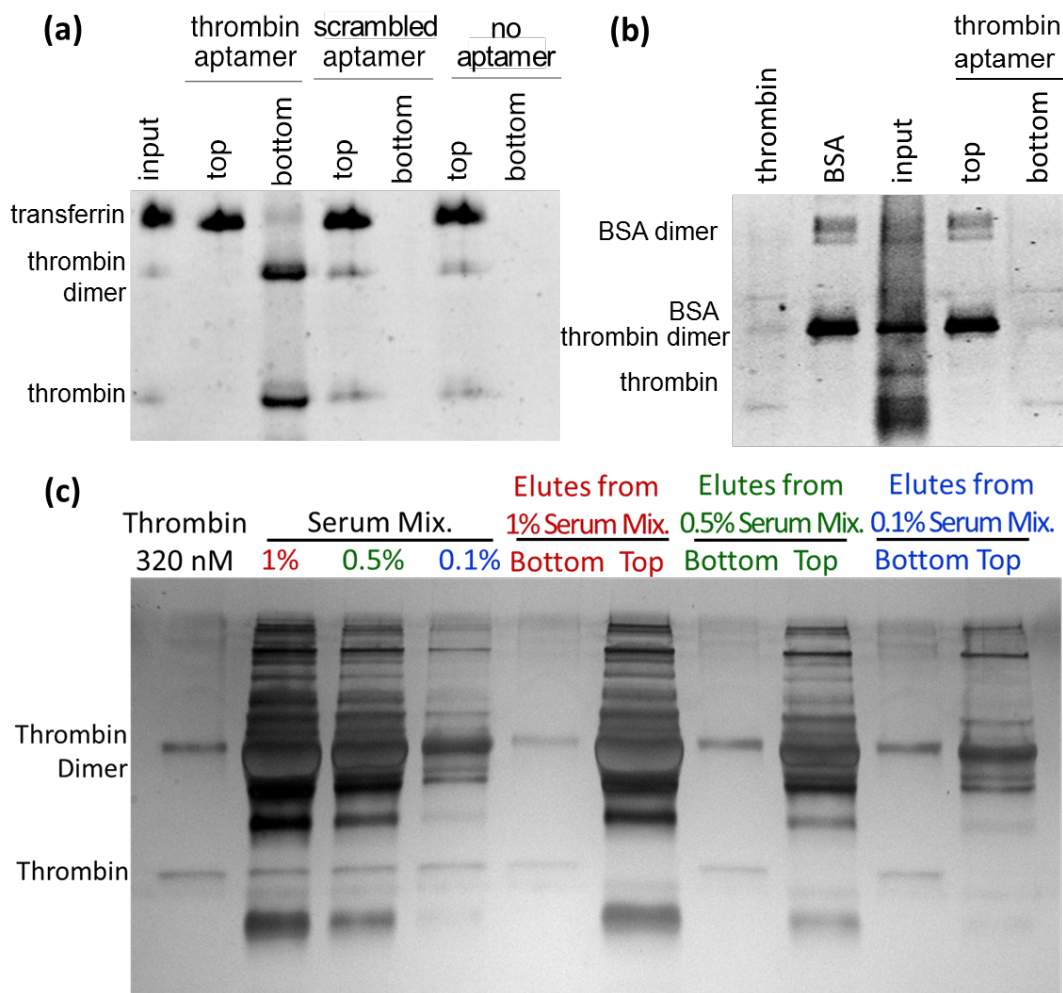 (a)
thrombin
aptamer
scrambled
aptamer
no
aptamer
input
top
bottom
top
bottom
top
bottom
transferrin
thrombin
dimer
thrombin
(b)
thrombin
aptamer
thrombin
BSA
input
top
bottom
BSA dimer
BSA
thrombin dimer
thrombin
(c)
Thrombin
320 nM
Serum Mix.
1% 0.5% 0.1%
Elutes from
1% Serum Mix.
Bottom Top
Elutes from
0.5% Serum Mix.
Bottom Top
Elutes from
0.1% Serum Mix.
Bottom Top
Thrombin
Dimer
Thrombin